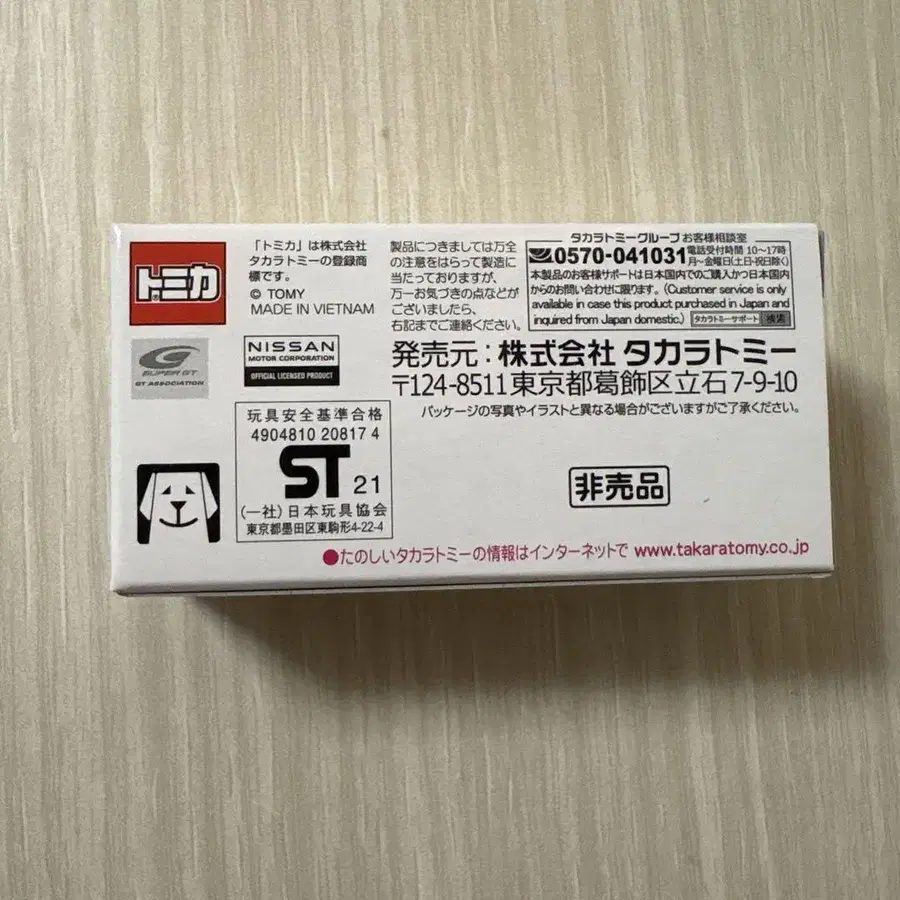 トミカ
「トミカ」は株式会社
タカラトミーの登録商
標です。
© TOMY
MADE IN VIETNAM
製品につきましては万全
の注意をはらって製造に
当たっておりますが、
万一お気づきの点などが
ございましたら、
右記までご連絡ください。
タカラトミーグループ お客様相談室
0570-041031 電話受付時間 10〜17時
月〜金曜日(土日・祝日除く)
本製品のお客様サポートは日本国内でのご購入かつ日本国内
からのお問い合わせに限ります。(Customer service is only
available in case this product purchased in Japan and
inquired from Japan domestic.) タカラトミーサポート 検索
SUPER GT
GT ASSOCIATION
NISSAN
MOTOR CORPORATION
OFFICIAL LICENSED PRODUCT
発売元:株式会社 タカラトミー
〒124-8511東京都葛飾区立石7-9-10
パッケージの写真やイラストと異なる場合がございますがご了承ください。
玩具安全基準合格
4904810 20817 4
ST 21
(一社)日本玩具協会
東京都墨田区東駒形4-22-4
非売品
●たのしいタカラトミーの情報はインターネットで www.takaratomy.co.jp